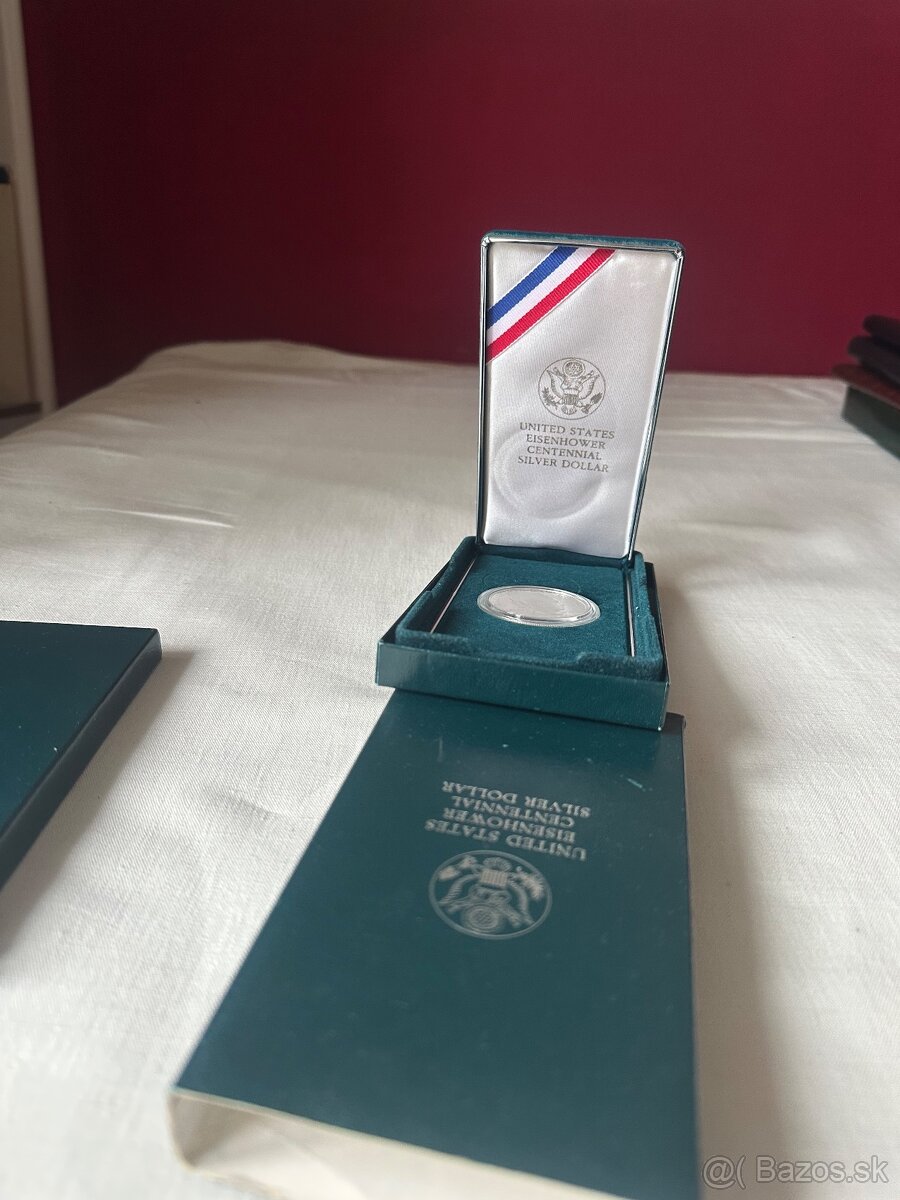 UNITED STATES
EISENHOWER
CENTENNIAL
SILVER DOLLAR
UNITED STATES
EISENHOWER
CENTENNIAL
SILVER DOLLAR
@( Bazos.sk